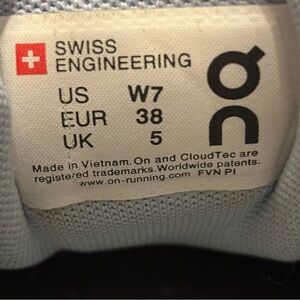 SWISS
ENGINEERING
US W7
EUR 38
UK 5
On
Made in Vietnam. On and CloudTec are
registered trademarks. Worldwide patents.
www.on-running.com FVN PI